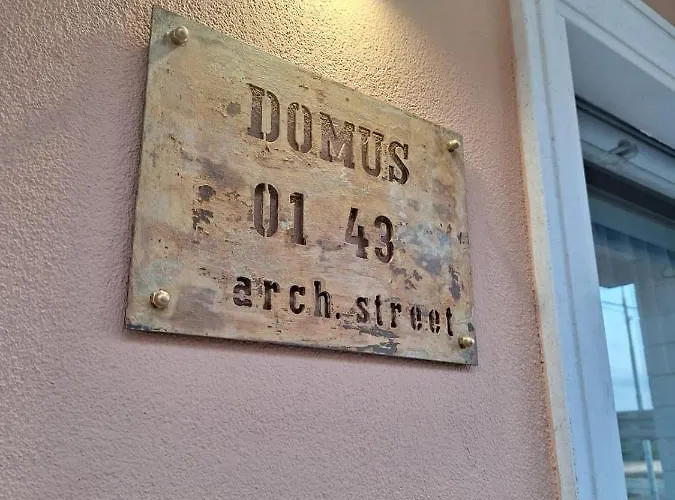 DOMUS
01 43
arch. street